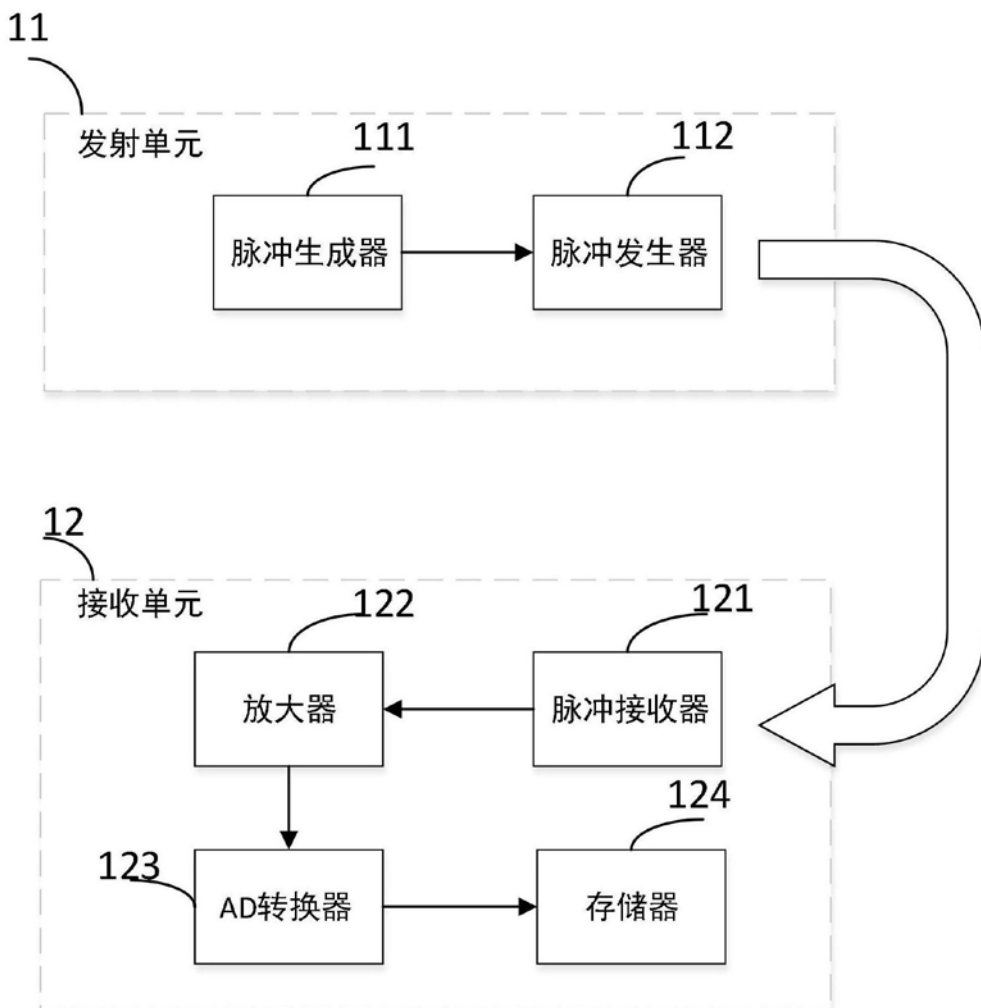 11
发射单元
111
112
脉冲生成器
脉冲发生器
12
接收单元
122
121
放大器
脉冲接收器
124
123
AD转换器
存储器